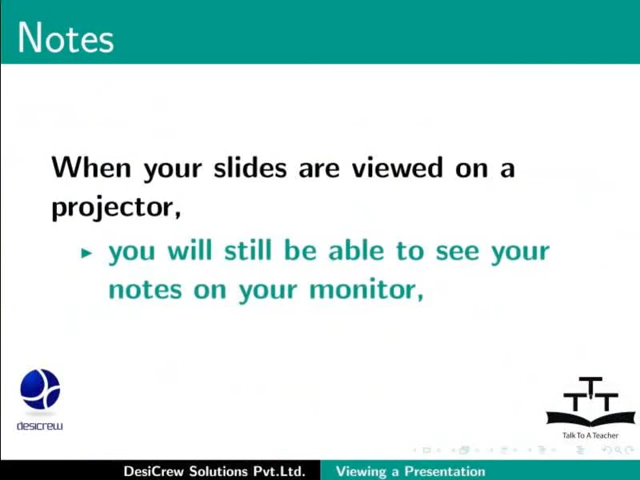 Notes
When your slides are viewed on a
projector,
you will still be able to see your
notes on your monitor,
desicrew
TTT
Talk To A Teacher
DesiCrew Solutions Pvt.Ltd.
Viewing a Presentation